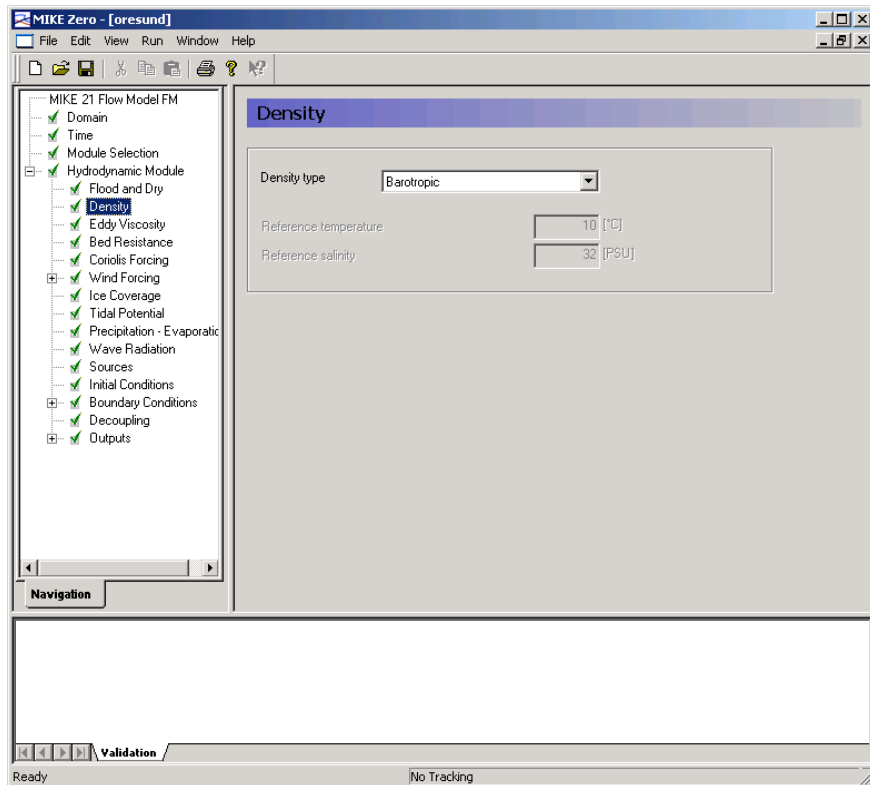 MIKE Zero - [oresund]
File Edit View Run Window Help
MIKE 21 Flow Model FM
Domain
Time
Module Selection
Hydrodynamic Module
Flood and Dry
Density
Eddy Viscosity
Bed Resistance
Coriolis Forcing
Wind Forcing
Ice Coverage
Tidal Potential
Precipitation - Evaporatio
Wave Radiation
Sources
Initial Conditions
Boundary Conditions
Decoupling
Outputs
Navigation
Density
Density type Barotropic
Reference temperature 10 [°C]
Reference salinity 32 [PSU]
Validation
Ready No Tracking